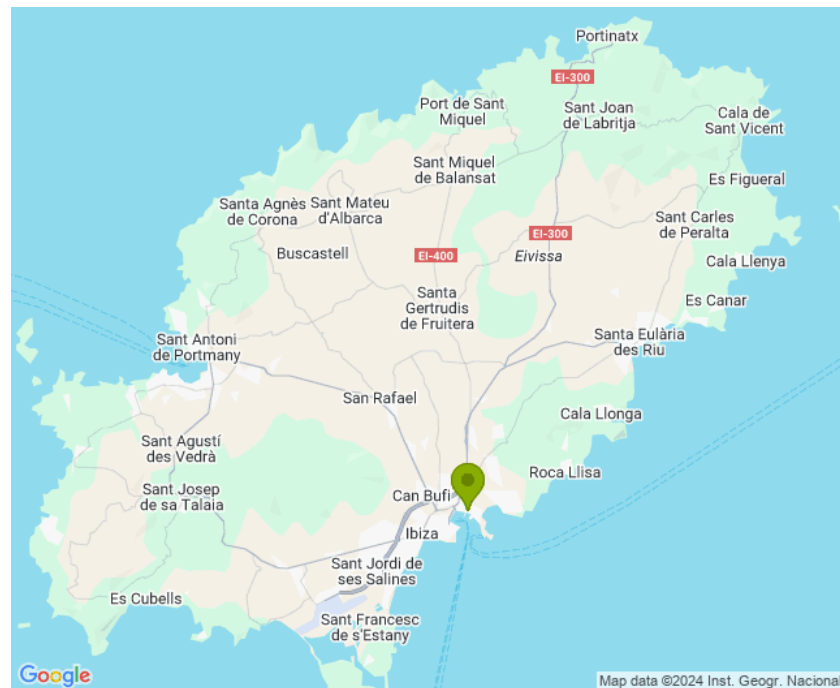 Portinatx
EI-300
Port de Sant
Miquel
Sant Joan
de Labritja
Cala de
Sant Vicent
Sant Miquel
de Balansat
Es Figueral
Santa Agnès
de Corona
Sant Mateu
d'Albarca
Sant Carles
de Peralta
EI-300
Buscastell
EI-400
Eivissa
Cala Llenya
Santa
Gertrudis
de Fruitera
Es Canar
Sant Antoni
de Portmany
Santa Eulària
des Riu
San Rafael
Cala Llonga
Sant Agustí
des Vedrà
Roca Llisa
Sant Josep
de sa Talaia
Can Bufi
Ibiza
Sant Jordi de
ses Salines
Es Cubells
Sant Francesc
de s'Estany
Google
Map data ©2024 Inst. Geogr. Nacional